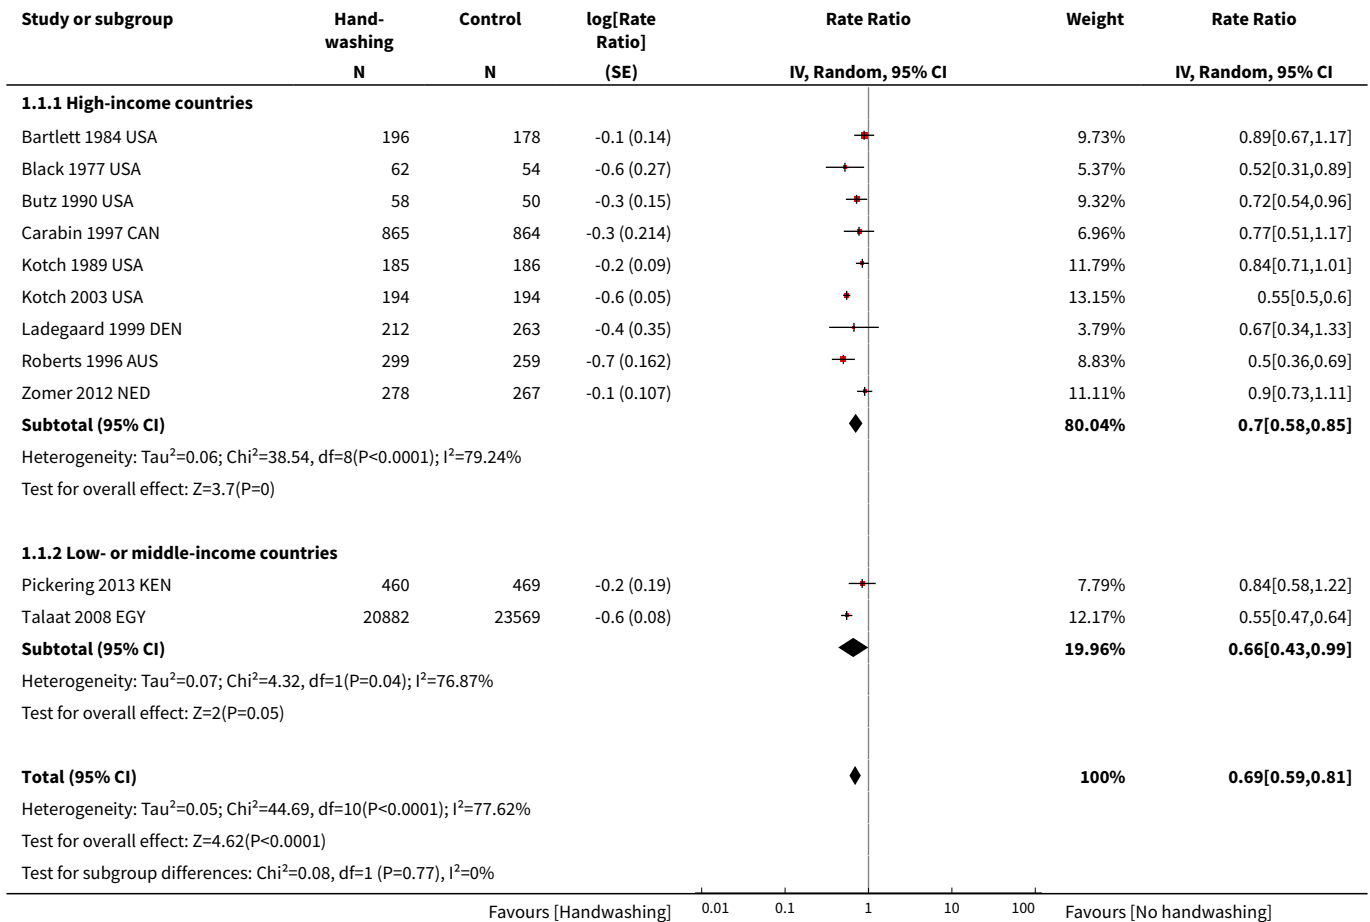 Study or subgroup Hand- Control log[Rate Rate Ratio Weight Rate Ratio
washing Ratio]
N N (SE) IV, Random, 95% CI IV, Random, 95% CI
1.1.1 High-income countries
Bartlett 1984 USA 196 178 -0.1 (0.14) 9.73% 0.89[0.67,1.17]
Black 1977 USA 62 54 -0.6 (0.27) 5.37% 0.52[0.31,0.89]
Butz 1990 USA 58 50 -0.3 (0.15) 9.32% 0.72[0.54,0.96]
Carabin 1997 CAN 865 864 -0.3 (0.214) 6.96% 0.77[0.51,1.17]
Kotch 1989 USA 185 186 -0.2 (0.09) 11.79% 0.84[0.71,1.01]
Kotch 2003 USA 194 194 -0.6 (0.05) 13.15% 0.55[0.5,0.6]
Ladegaard 1999 DEN 212 263 -0.4 (0.35) 3.79% 0.67[0.34,1.33]
Roberts 1996 AUS 299 259 -0.7 (0.162) 8.83% 0.5[0.36,0.69]
Zomer 2012 NED 278 267 -0.1 (0.107) 11.11% 0.9[0.73,1.11]
Subtotal (95% CI) 80.04% 0.7[0.58,0.85]
Heterogeneity: Tau²=0.06; Chi²=38.54, df=8(P<0.0001); I²=79.24%
Test for overall effect: Z=3.7(P=0)
1.1.2 Low- or middle-income countries
Pickering 2013 KEN 460 469 -0.2 (0.19) 7.79% 0.84[0.58,1.22]
Talaat 2008 EGY 20882 23569 -0.6 (0.08) 12.17% 0.55[0.47,0.64]
Subtotal (95% CI) 19.96% 0.66[0.43,0.99]
Heterogeneity: Tau²=0.07; Chi²=4.32, df=1(P=0.04); I²=76.87%
Test for overall effect: Z=2(P=0.05)
Total (95% CI) 100% 0.69[0.59,0.81]
Heterogeneity: Tau²=0.05; Chi²=44.69, df=10(P<0.0001); I²=77.62%
Test for overall effect: Z=4.62(P<0.0001)
Test for subgroup differences: Chi²=0.08, df=1 (P=0.77), I²=0%
Favours [Handwashing] 0.01 0.1 1 10 100 Favours [No handwashing]